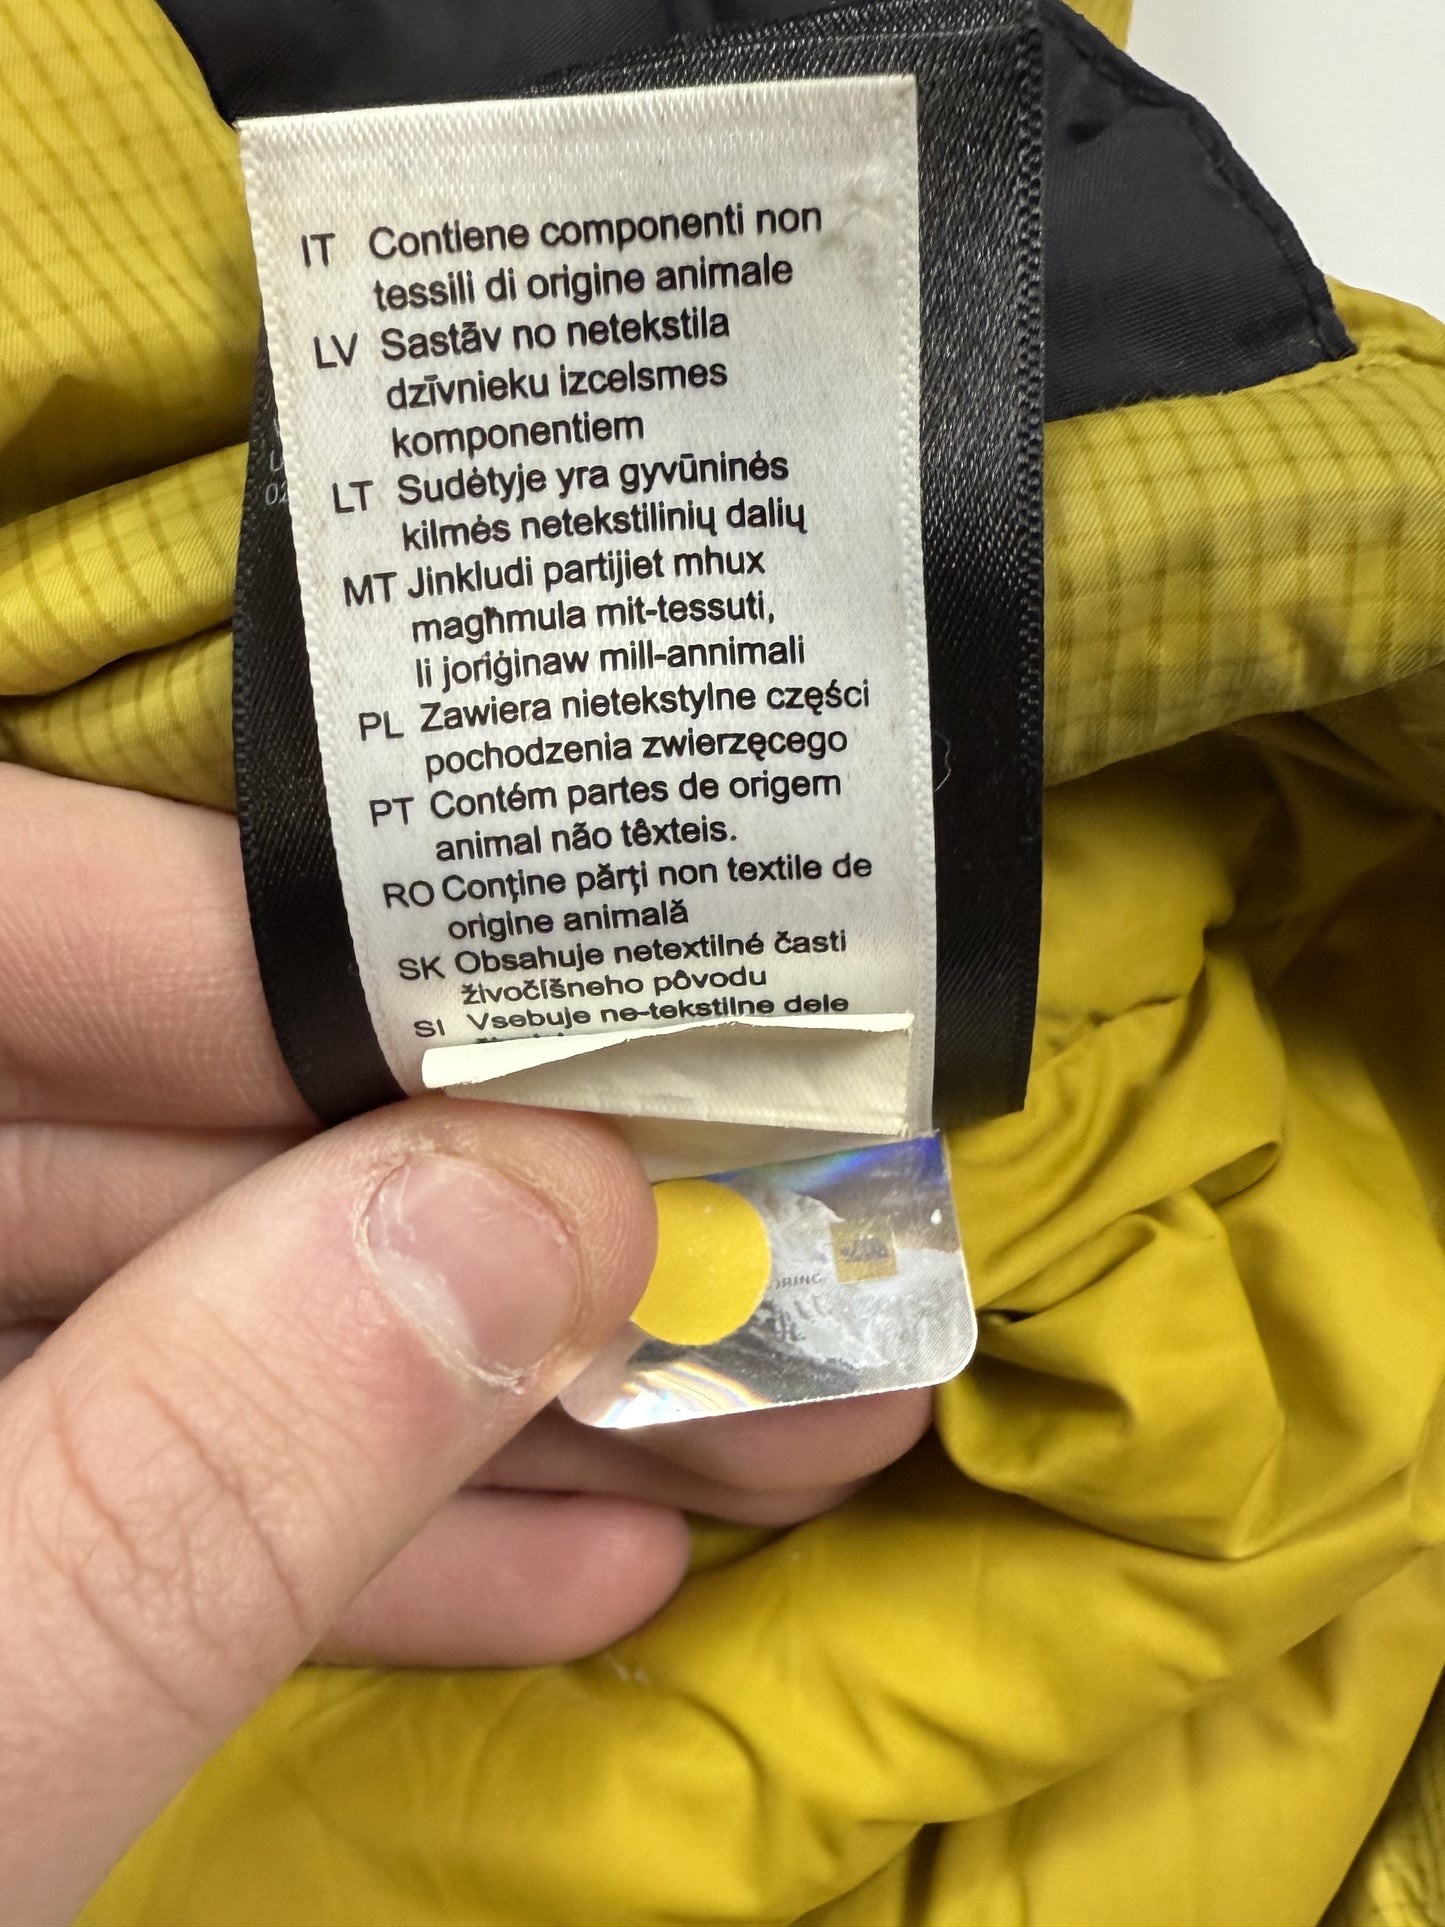 IT Contiene componenti non
tessili di origine animale
LV Sastāv no netekstila
dzīvnieku izcelsmes
komponentiem
LT Sudėtyje yra gyvūninės
kilmės netekstilinių dalių
MT Jinkludi partijiet mhux
magħmula mit-tessuti,
li joriġinaw mill-annimali
PL Zawiera nietekstylne części
pochodzenia zwierzęcego
PT Contém partes de origem
animal não têxteis.
RO Conţine părţi non textile de
origine animală
SK Obsahuje netextilné časti
živočíšneho pôvodu
SI Vsebuje ne-tekstilne dele